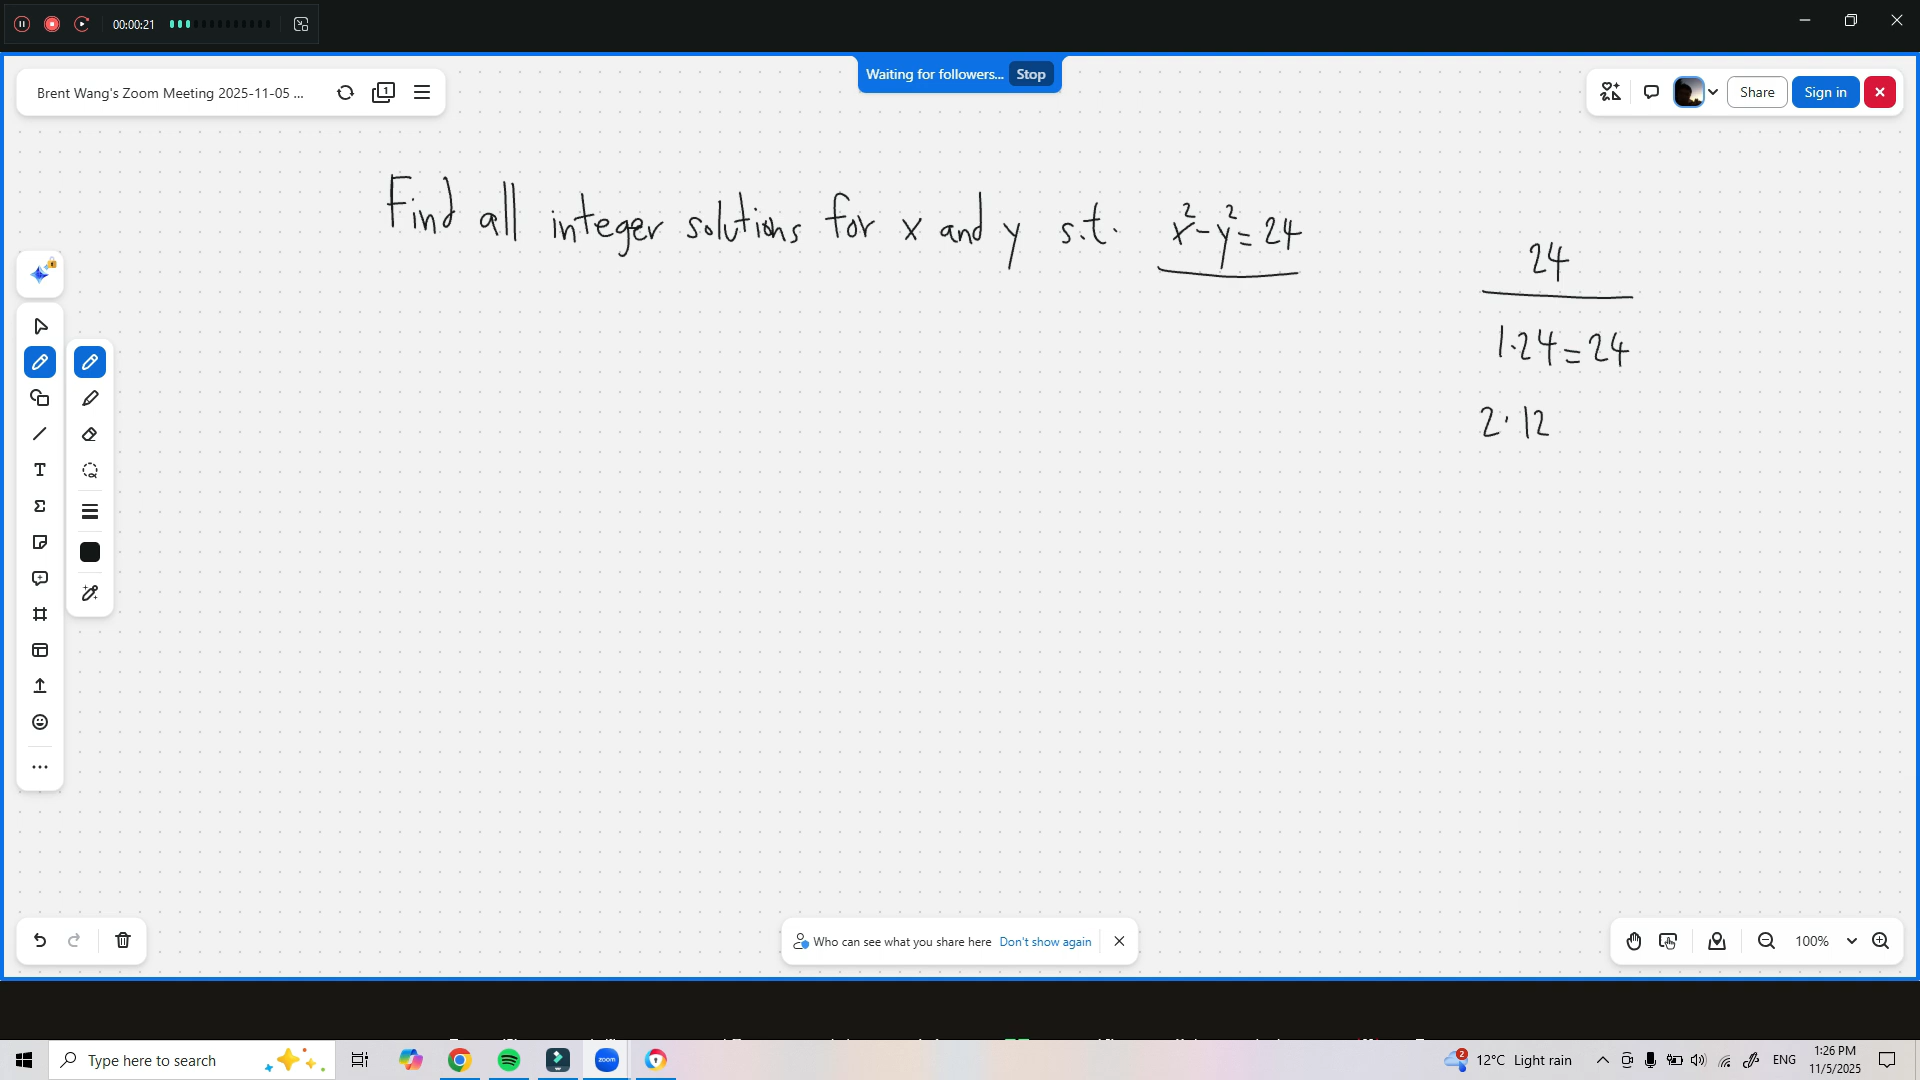 00:00:21
Brent Wang's Zoom Meeting 2025-11-05 ...
1
Waiting for followers... Stop
Share
Sign in
Find all integer solutions for x and y s.t. x²-y²=24
24
1·24=24
2·12
T
Σ
Who can see what you share here Don't show again
100%
Type here to search
zoom
2
12°C Light rain
ENG
1:26 PM
11/5/2025